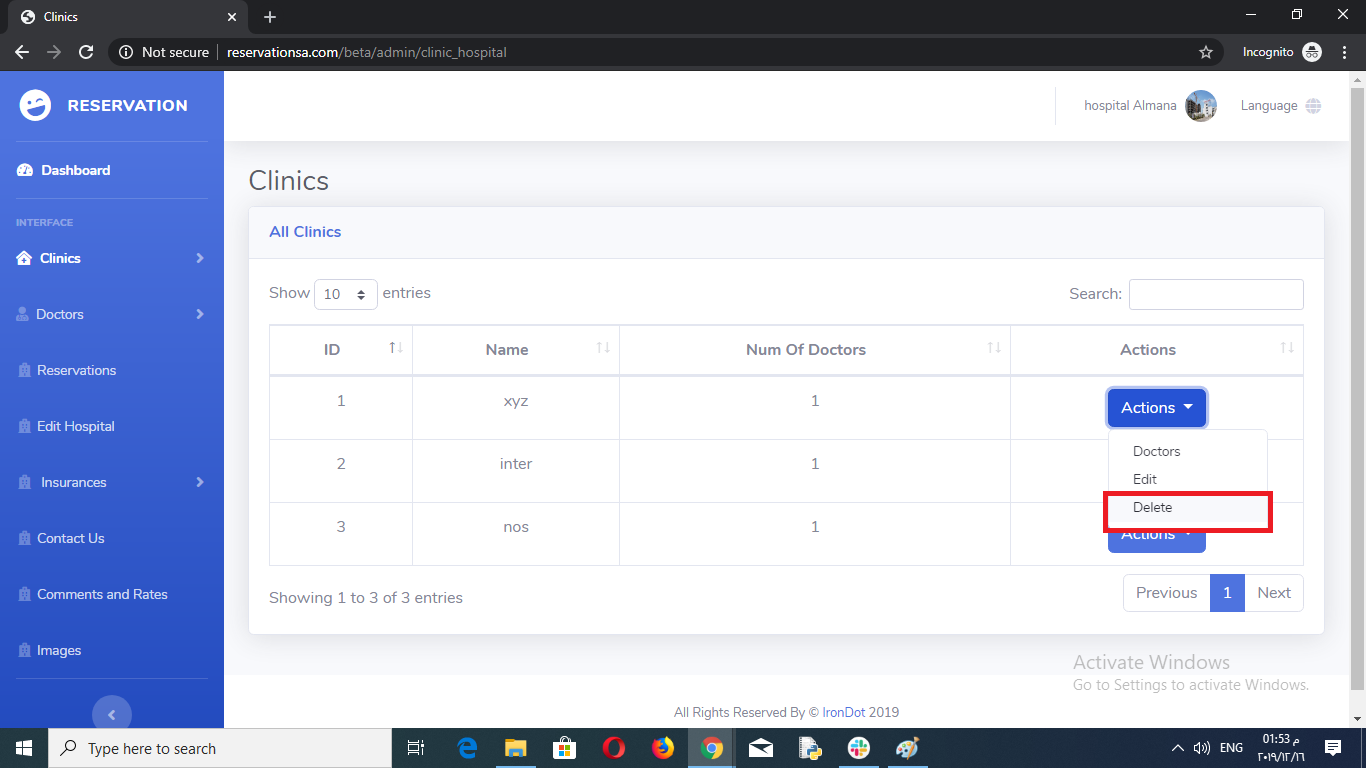 Clinics
Not secure
reservationsa.com/beta/admin/clinic_hospital
Incognito
RESERVATION
hospital Almana
Language
Dashboard
INTERFACE
Clinics
Doctors
Reservations
Edit Hospital
Insurances
Contact Us
Comments and Rates
Images
Clinics
All Clinics
Show 10 entries
Search:
ID Name Num Of Doctors Actions
1 xyz 1 Actions
Doctors
Edit
Delete
2 inter 1
3 nos 1 Actions
Showing 1 to 3 of 3 entries
Previous 1 Next
Activate Windows
Go to Settings to activate Windows.
All Rights Reserved By © IronDot 2019
Type here to search
ENG
01:53 م
٢٠١٩/١٢/١٦